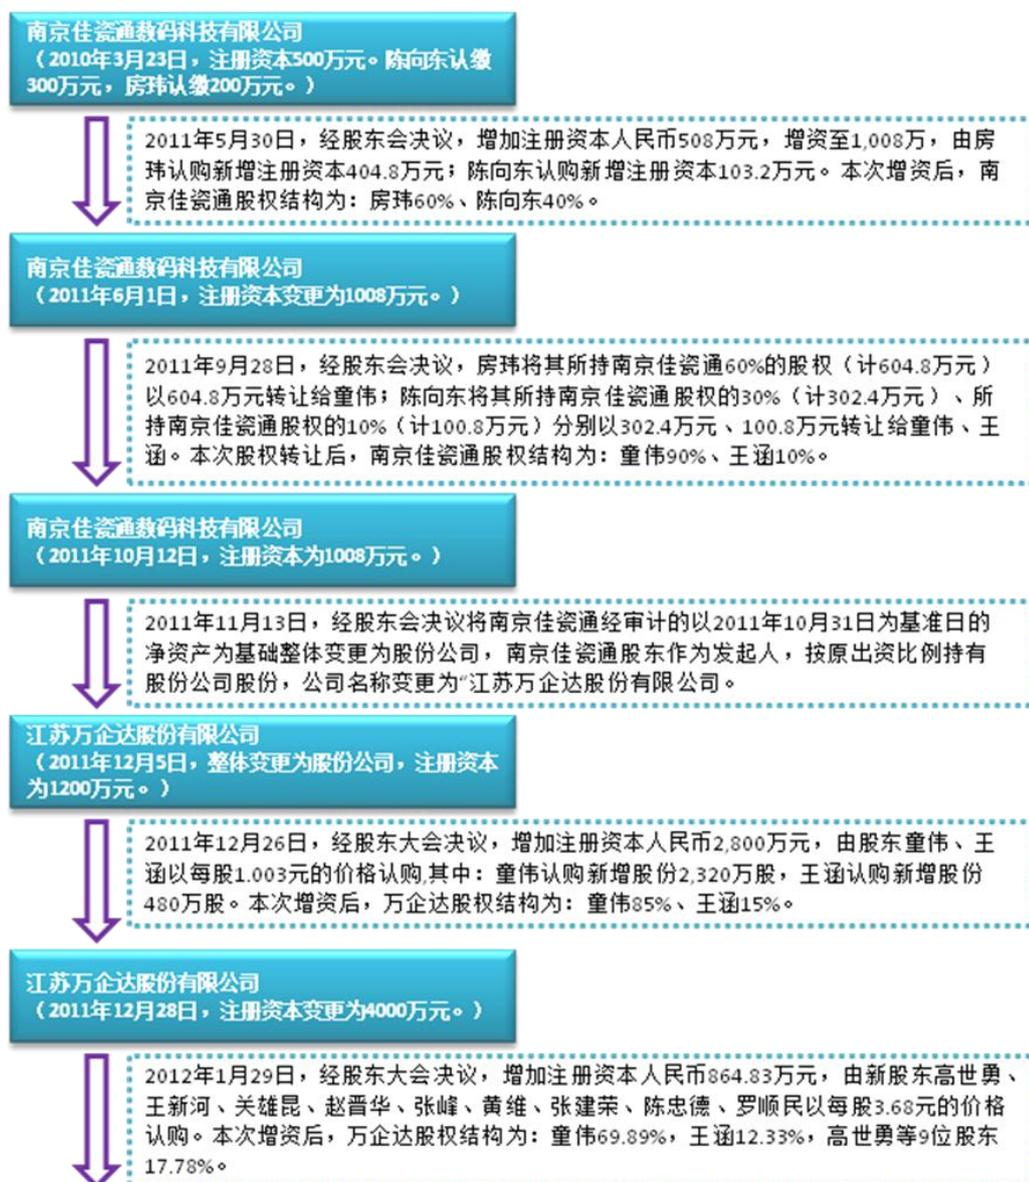 南京佳瓷通数码科技有限公司
（2010年3月23日，注册资本500万元。陈向东认缴
300万元，房玮认缴200万元。）
2011年5月30日，经股东会决议，增加注册资本人民币508万元，增资至1,008万，由房
玮认购新增注册资本404.8万元；陈向东认购新增注册资本103.2万元。本次增资后，南
京佳瓷通股权结构为：房玮60%、陈向东40%。
南京佳瓷通数码科技有限公司
（2011年6月1日，注册资本变更为1008万元。）
2011年9月28日，经股东会决议，房玮将其所持南京佳瓷通60%的股权（计604.8万元）
以604.8万元转让给童伟；陈向东将其所持南京佳瓷通股权的30%（计302.4万元）、所
持南京佳瓷通股权的10%（计100.8万元）分别以302.4万元、100.8万元转让给童伟、王
涵。本次股权转让后，南京佳瓷通股权结构为：童伟90%、王涵10%。
南京佳瓷通数码科技有限公司
（2011年10月12日，注册资本为1008万元。）
2011年11月13日，经股东会决议将南京佳瓷通经审计的以2011年10月31日为基准日的
净资产为基础整体变更为股份公司，南京佳瓷通股东作为发起人，按原出资比例持有
股份公司股份，公司名称变更为“江苏万企达股份有限公司。
江苏万企达股份有限公司
（2011年12月5日，整体变更为股份公司，注册资本
为1200万元。）
2011年12月26日，经股东大会决议，增加注册资本人民币2,800万元，由股东童伟、王
涵以每股1.003元的价格认购,其中：童伟认购新增股份2,320万股，王涵认购新增股份
480万股。本次增资后，万企达股权结构为：童伟85%、王涵15%。
江苏万企达股份有限公司
（2011年12月28日，注册资本变更为4000万元。）
2012年1月29日，经股东大会决议，增加注册资本人民币864.83万元，由新股东高世勇、
王新河、关雄昆、赵晋华、张峰、黄维、张建荣、陈忠德、罗顺民以每股3.68元的价格
认购。本次增资后，万企达股权结构为：童伟69.89%，王涵12.33%，高世勇等9位股东
17.78%。